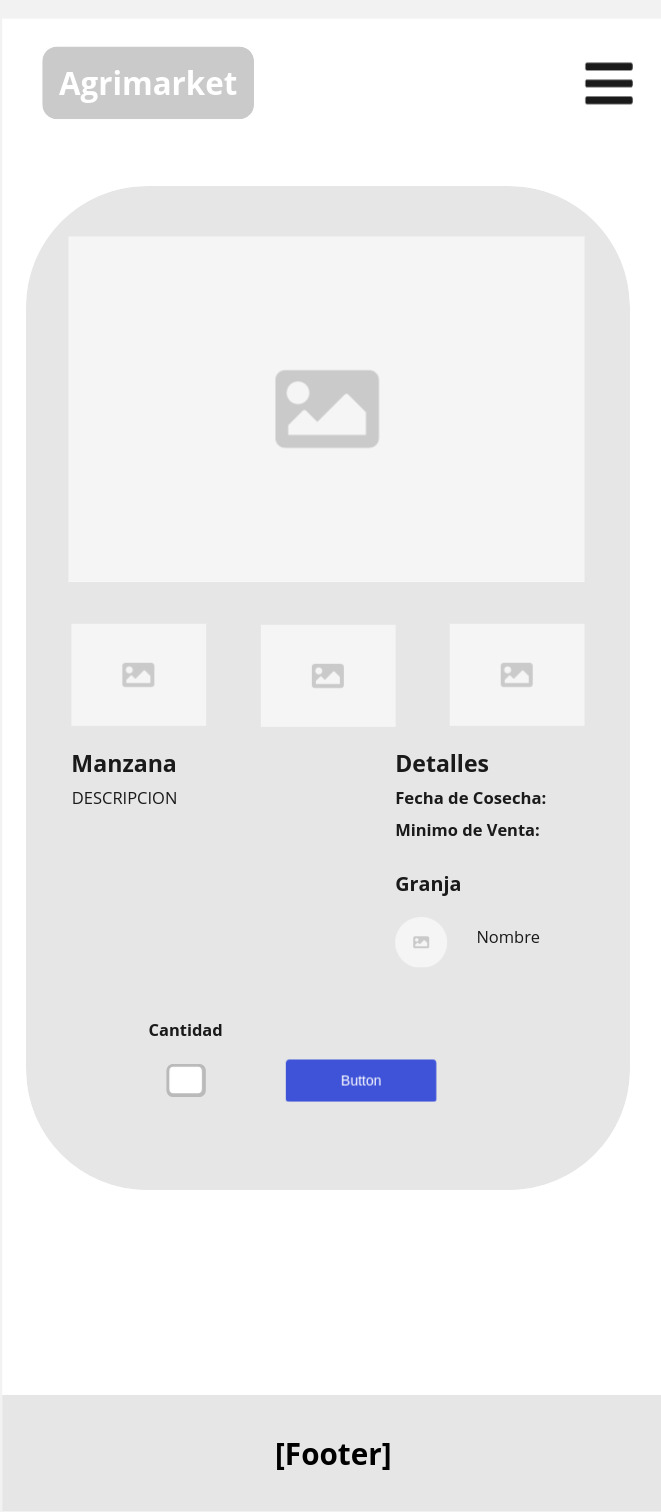 Agrimarket
Manzana
DESCRIPCION
Detalles
Fecha de Cosecha:
Minimo de Venta:
Granja
Nombre
Cantidad
Button
[Footer]